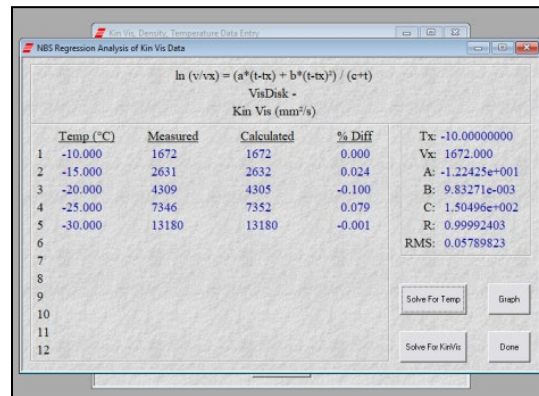 Kin Vis, Density, Temperature Data Entry
NBS Regression Analysis of Kin Vis Data
ln (v/vx) = (a*(t-tx) + b*(t-tx)²) / (c+t)
VisDisk -
Kin Vis (mm²/s)
Temp (°C) Measured Calculated % Diff
1 -10.000 1672 1672 0.000
2 -15.000 2631 2632 0.024
3 -20.000 4309 4305 -0.100
4 -25.000 7346 7352 0.079
5 -30.000 13180 13180 -0.001
6
7
8
9
10
11
12
Tx: -10.00000000
Vx: 1672.000
A: -1.22425e+001
B: 9.83271e-003
C: 1.50496e+002
R: 0.99992403
RMS: 0.05789823
Solve For Temp Graph
Solve For KinVis Done